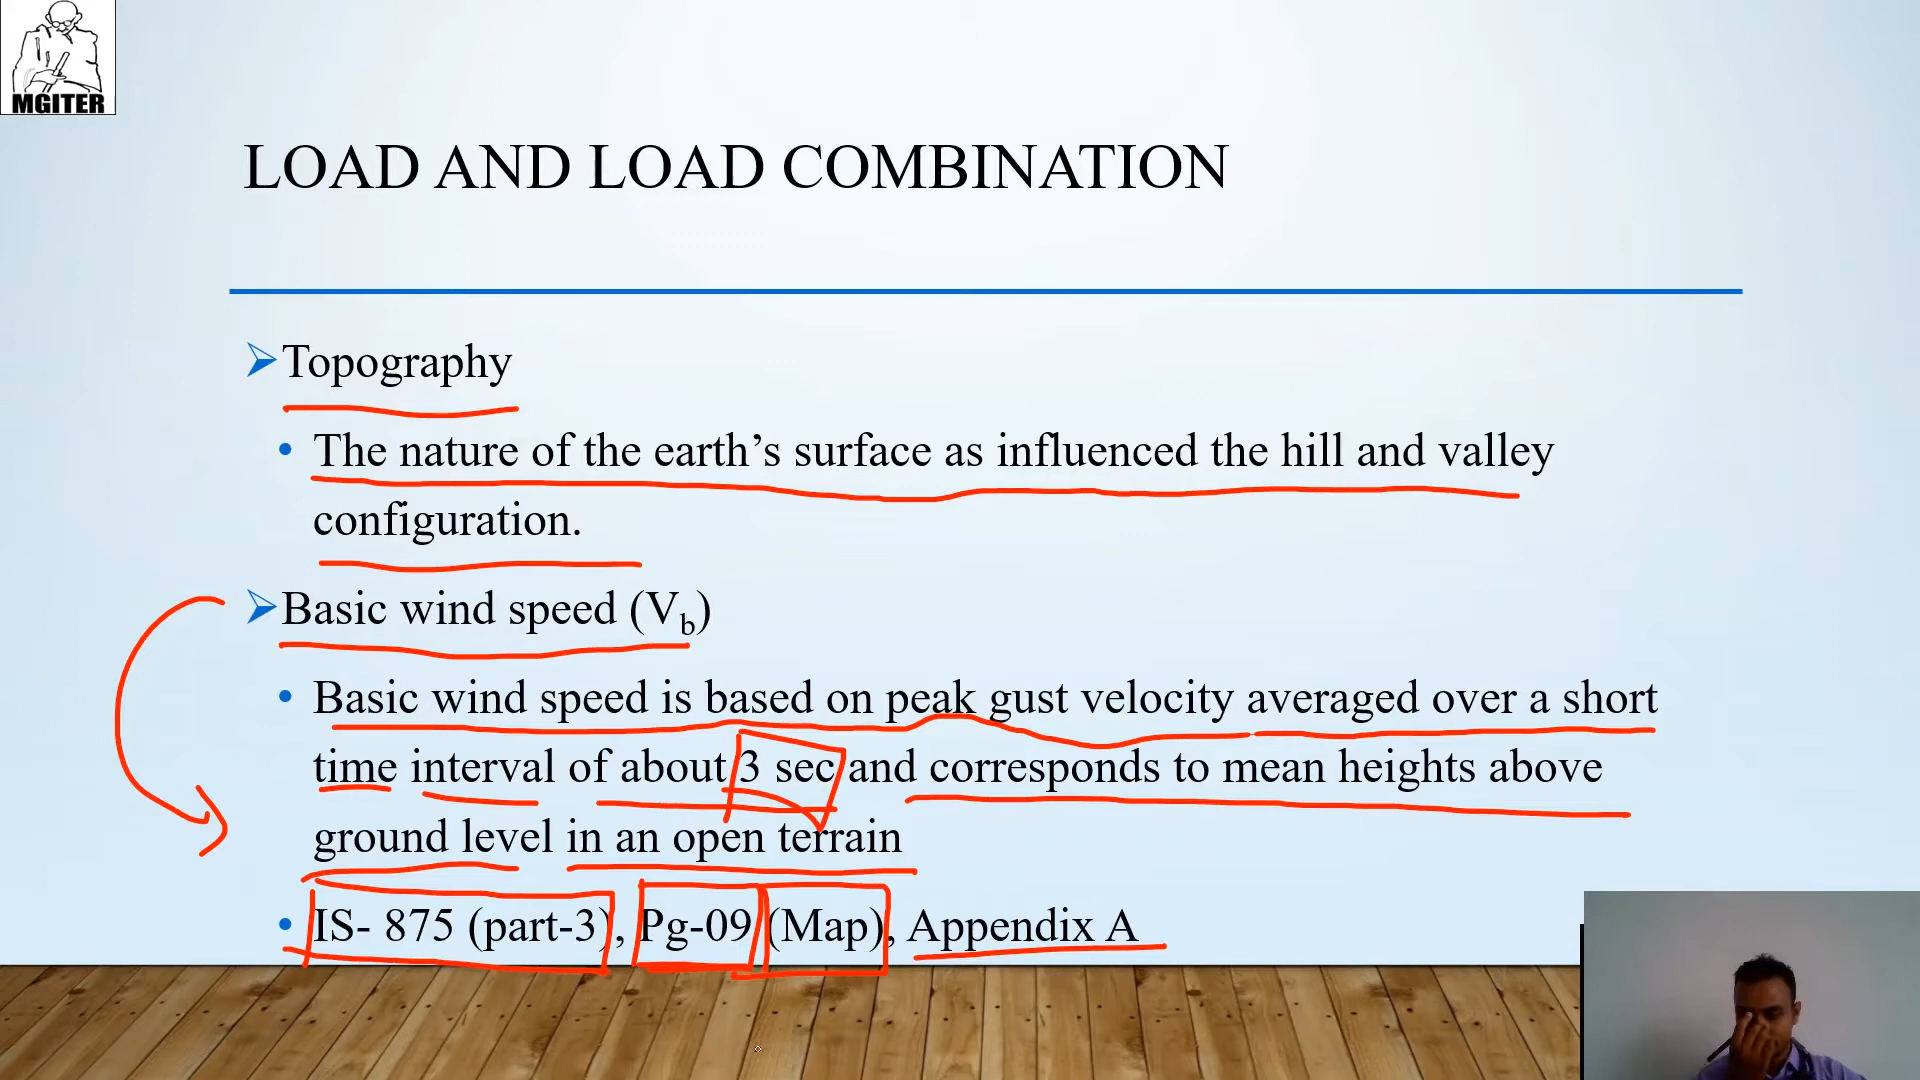 MGITER
LOAD AND LOAD COMBINATION
Topography
The nature of the earth’s surface as influenced the hill and valley
configuration.
Basic wind speed (Vb)
Basic wind speed is based on peak gust velocity averaged over a short
time interval of about 3 sec and corresponds to mean heights above
ground level in an open terrain
IS- 875 (part-3), Pg-09 (Map), Appendix A